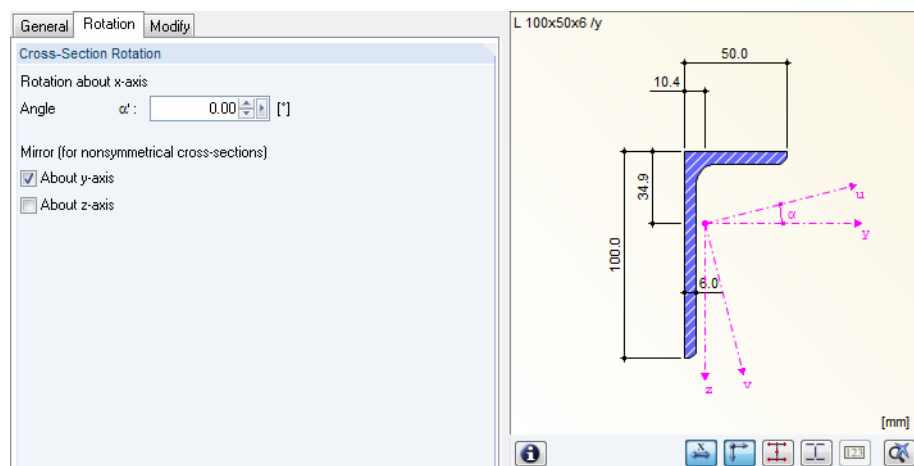 General Rotation Modify
Cross-Section Rotation
Rotation about x-axis
Angle α' : 0.00 [°]
Mirror (for nonsymmetrical cross-sections)
About y-axis
About z-axis
L 100x50x6 /y
50.0
10.4
34.9
100.0
6.0
u
α
y
z
v
[mm]
x
123